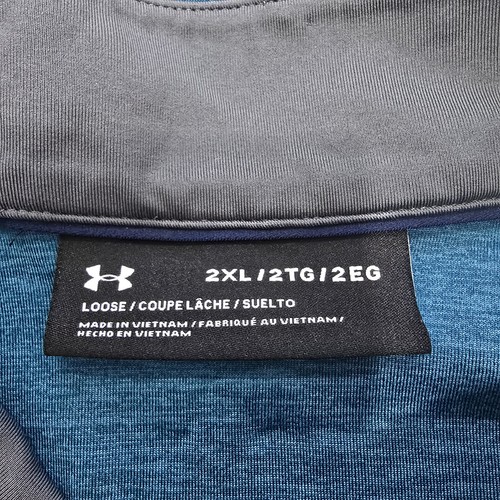 2XL / 2TG / 2EG
LOOSE / COUPE LÂCHE / SUELTO
MADE IN VIETNAM / FABRIQUÉ AU VIETNAM /
HECHO EN VIETNAM